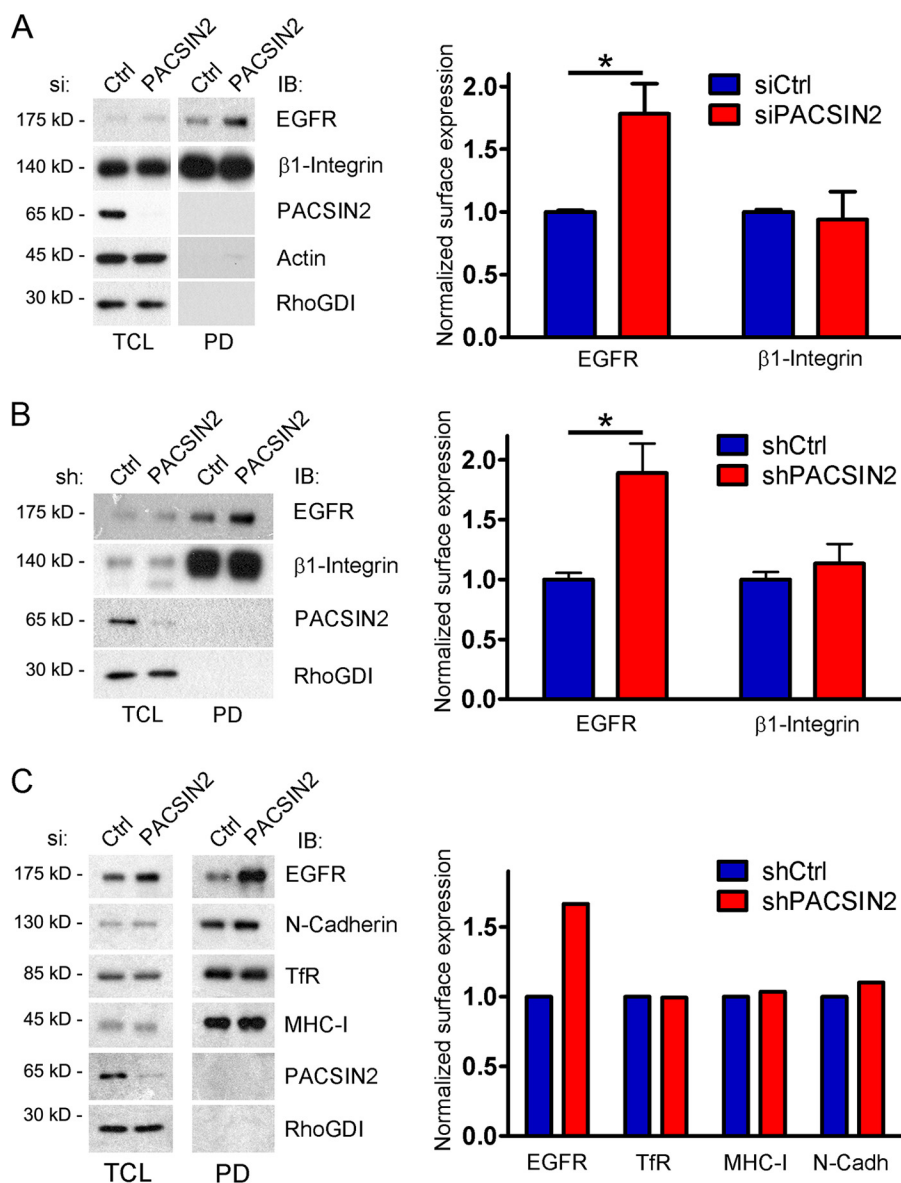 A
si:
Ctrl
PACSIN2
Ctrl
PACSIN2
IB:
175 kD -
EGFR
140 kD -
β1-Integrin
65 kD -
PACSIN2
45 kD -
Actin
30 kD -
RhoGDI
TCL
PD
Normalized surface expression
2.0
1.5
1.0
0.5
0.0
*
siCtrl
siPACSIN2
EGFR
β1-Integrin
B
sh:
Ctrl
PACSIN2
Ctrl
PACSIN2
IB:
175 kD -
EGFR
140 kD -
β1-Integrin
65 kD -
PACSIN2
30 kD -
RhoGDI
TCL
PD
Normalized surface expression
2.0
1.5
1.0
0.5
0.0
*
shCtrl
shPACSIN2
EGFR
β1-Integrin
C
si:
Ctrl
PACSIN2
Ctrl
PACSIN2
IB:
175 kD -
EGFR
130 kD -
N-Cadherin
85 kD -
TfR
45 kD -
MHC-I
65 kD -
PACSIN2
30 kD -
RhoGDI
TCL
PD
Normalized surface expression
1.5
1.0
0.5
0.0
shCtrl
shPACSIN2
EGFR
TfR
MHC-I
N-Cadh